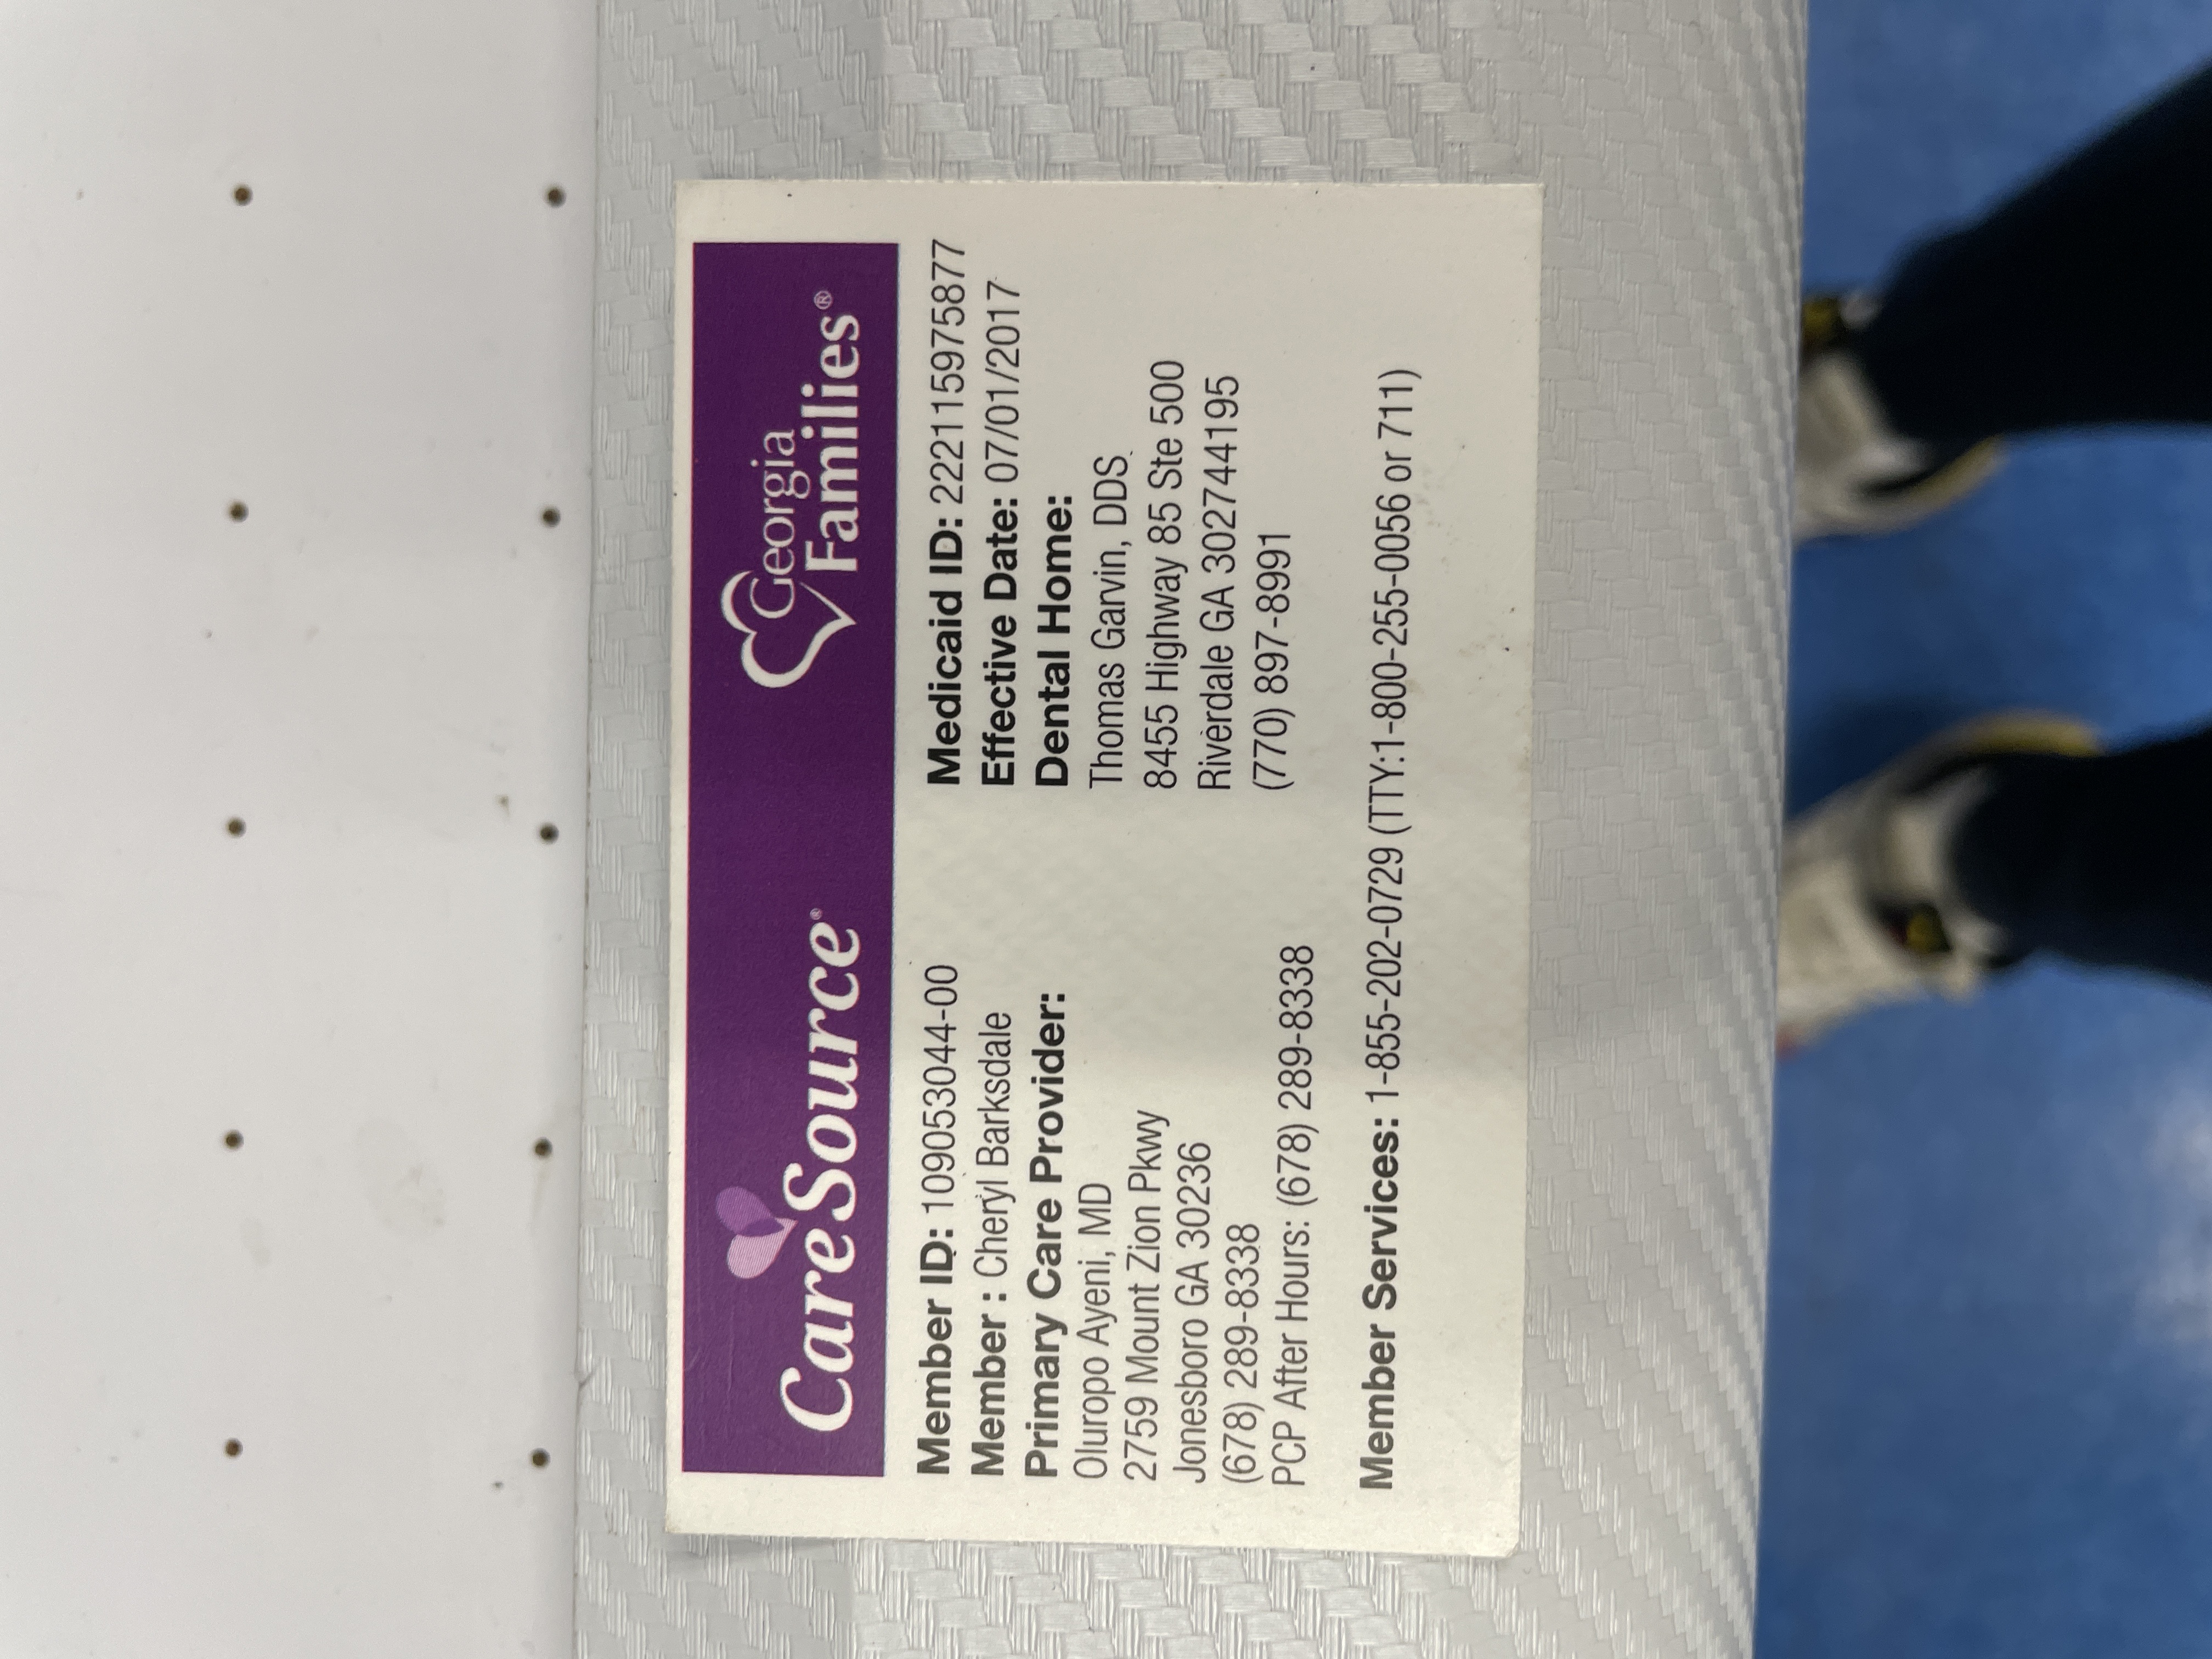 CareSource®
Georgia
Families®
Member ID: 10905304‌4-00
Member : Cheryl Barksdale
Primary Care Provider:
Oluropo Ayeni, MD
2759 Mount Zion Pkwy
Jonesboro GA 30236
(678) 289-8338
PCP After Hours: (678) 289-8338
Medicaid ID: 222115975877
Effective Date: 07/01/2017
Dental Home:
Thomas Garvin, DDS
8455 Highway 85 Ste 500
Riverdale GA 302744195
(770) 897-8991
Member Services: 1-855-202-0729 (TTY:1-800-255-0056 or 711)